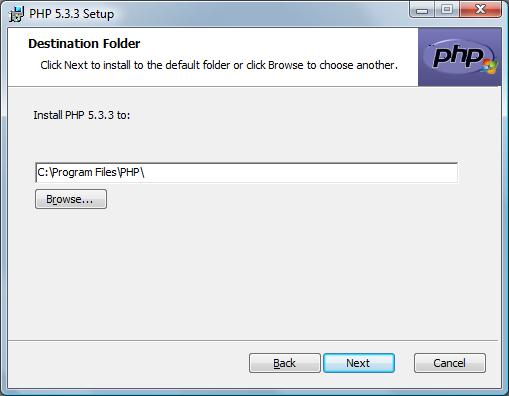 PHP 5.3.3 Setup
Destination Folder
Click Next to install to the default folder or click Browse to choose another.
php
Install PHP 5.3.3 to:
C:\Program Files\PHP\
Browse...
Back
Next
Cancel